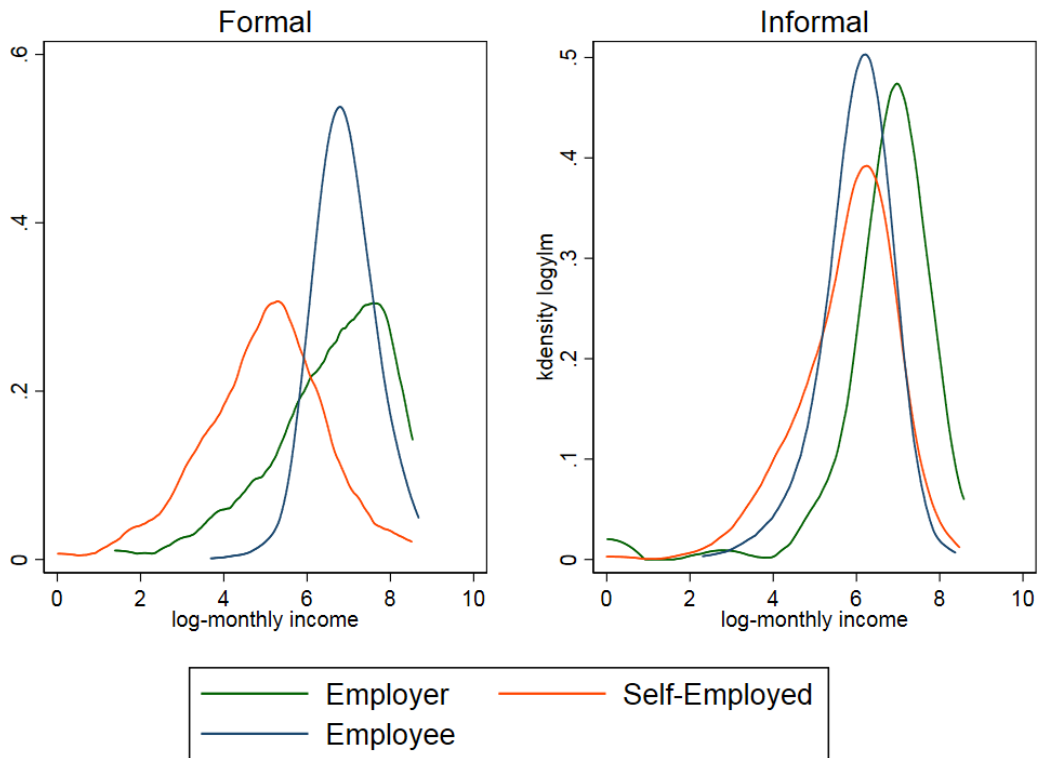 Formal
.6
.4
.2
0
0 2 4 6 8 10
log-monthly income
Informal
kdensity logylm
.5
.4
.3
.2
.1
0
0 2 4 6 8 10
log-monthly income
Employer
Self-Employed
Employee